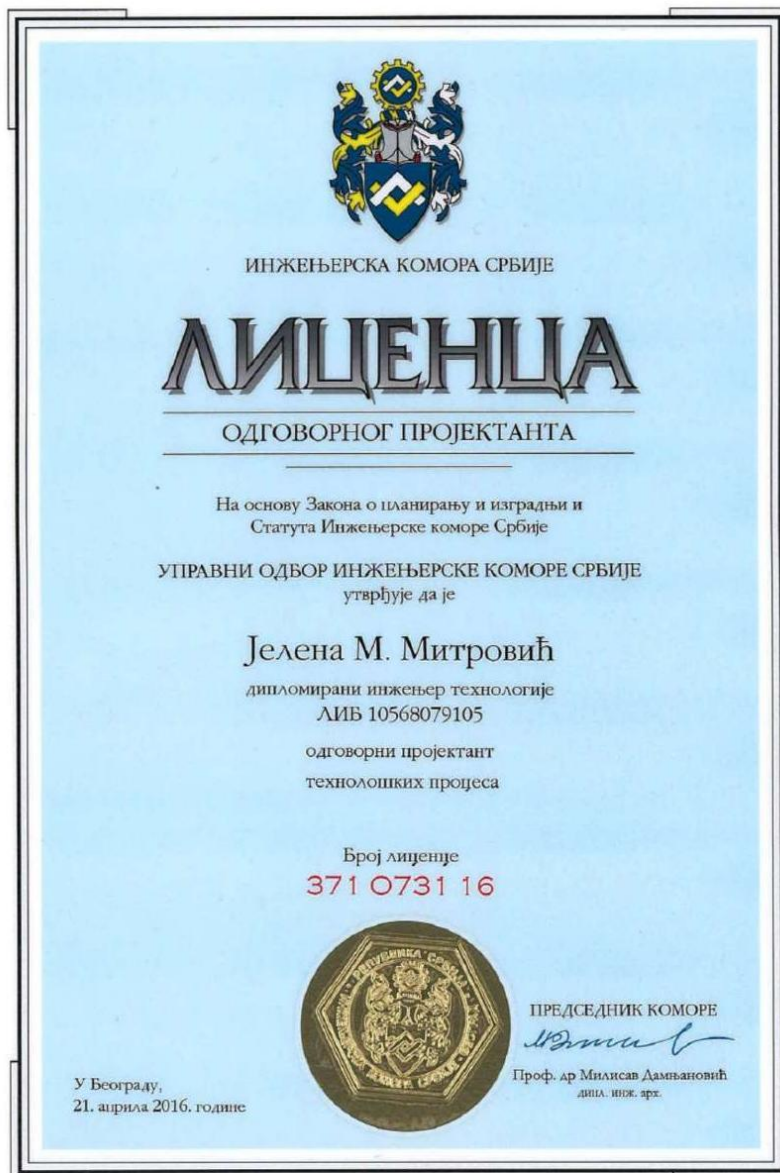 ИНЖЕЊЕРСКА КОМОРА СРБИЈЕ
ЛИЦЕНЦА
ОДГОВОРНОГ ПРОЈЕКТАНТА
На основу Закона о планирању и изградњи и
Статута Инжењерске коморе Србије
УПРАВНИ ОДБОР ИНЖЕЊЕРСКЕ КОМОРЕ СРБИЈЕ
утврђује да је
Јелена М. Митровић
дипломирани инжењер технологије
ЛИБ 10568079105
одговорни пројектант
технолошких процеса
Број лиценце
371 0731 16
РЕПУБЛИКА СРБИЈА
ПРЕДСЕДНИК КОМОРЕ
Проф. др Милисав Дамњановић
дипл. инж. арх.
У Београду,
21. априла 2016. године